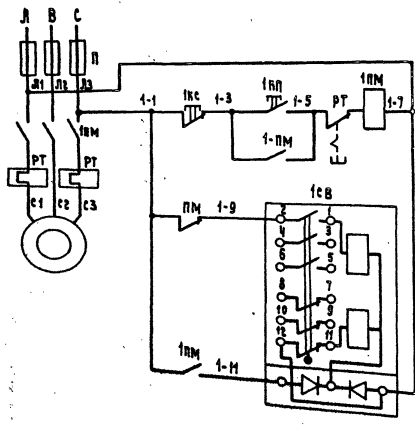 Л В С
П
Л1 Л2 Л3
1-1 1кс 1-3 1КП 1-5 РТ 1ПМ 1-7
1ПМ
1-ПМ
РТ РТ
С1 С2 С3
ПМ 1-9
1СВ
2 1
4 3
6 5
8 7
10 9
12 11
1ПМ 1-11